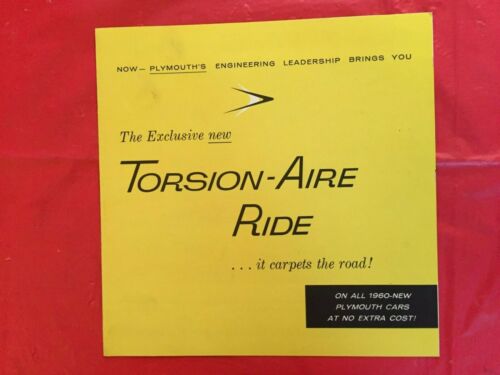 NOW— PLYMOUTH'S ENGINEERING LEADERSHIP BRINGS YOU
The Exclusive new
TORSION-AIRE
RIDE
. . . it carpets the road!
ON ALL 1960-NEW
PLYMOUTH CARS
AT NO EXTRA COST!